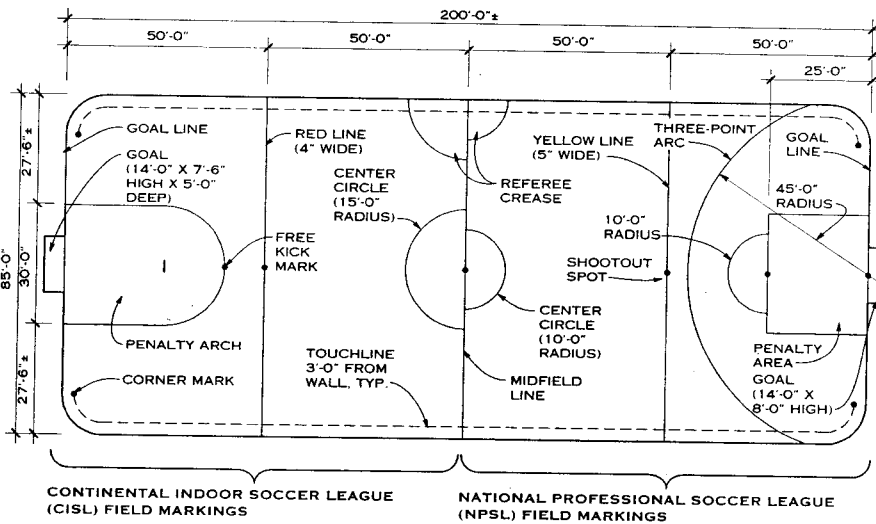 200'-0"±
50'-0"
50'-0"
50'-0"
50'-0"
25'-0"
85'-0"
27'-6"±
30'-0"
27'-6"±
GOAL LINE
GOAL
(14'-0" X 7'-6"
HIGH X 5'-0"
DEEP)
RED LINE
(4" WIDE)
CENTER
CIRCLE
(15'-0"
RADIUS)
FREE
KICK
MARK
PENALTY ARCH
CORNER MARK
TOUCHLINE
3'-0" FROM
WALL, TYP.
REFEREE
CREASE
YELLOW LINE
(5" WIDE)
THREE-POINT
ARC
GOAL
LINE
45'-0"
RADIUS
10'-0"
RADIUS
SHOOTOUT
SPOT
CENTER
CIRCLE
(10'-0"
RADIUS)
MIDFIELD
LINE
PENALTY
AREA
GOAL
(14'-0" X
8'-0" HIGH)
CONTINENTAL INDOOR SOCCER LEAGUE
(CISL) FIELD MARKINGS
NATIONAL PROFESSIONAL SOCCER LEAGUE
(NPSL) FIELD MARKINGS